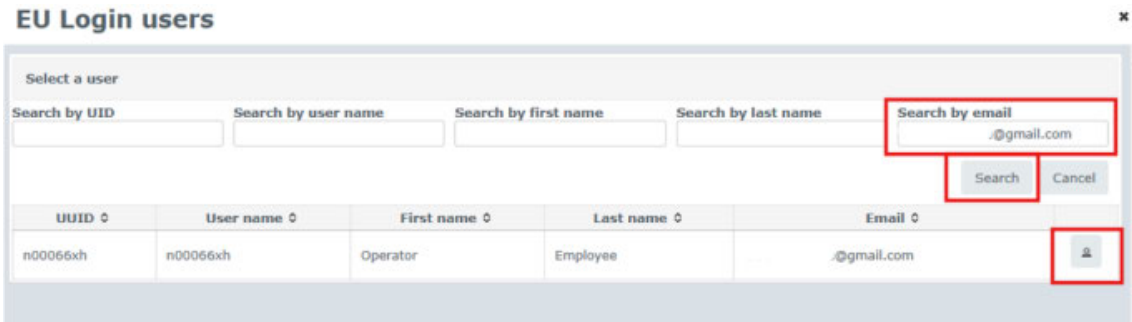 EU Login users
Select a user
Search by UID Search by user name Search by first name Search by last name Search by email
@gmail.com
Search Cancel
UUID User name First name Last name Email
n00066xh n00066xh Operator Employee @gmail.com